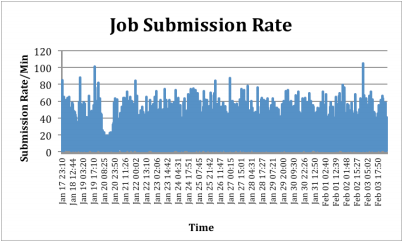 Job Submission Rate
Submission Rate/Min
120
100
80
60
40
20
0
Jan 17 23:10
Jan 18 12:44
Jan 19 03:20
Jan 19 17:10
Jan 20 08:25
Jan 20 23:50
Jan 21 11:26
Jan 22 00:02
Jan 22 13:10
Jan 23 02:06
Jan 23 14:42
Jan 24 04:31
Jan 24 17:51
Jan 25 07:45
Jan 25 21:42
Jan 26 11:47
Jan 27 00:15
Jan 27 15:01
Jan 28 04:31
Jan 28 17:27
Jan 29 07:21
Jan 29 20:00
Jan 30 09:30
Jan 30 22:26
Jan 31 12:50
Feb 01 02:40
Feb 01 12:39
Feb 02 01:48
Feb 02 15:27
Feb 03 05:02
Feb 03 17:50
Time